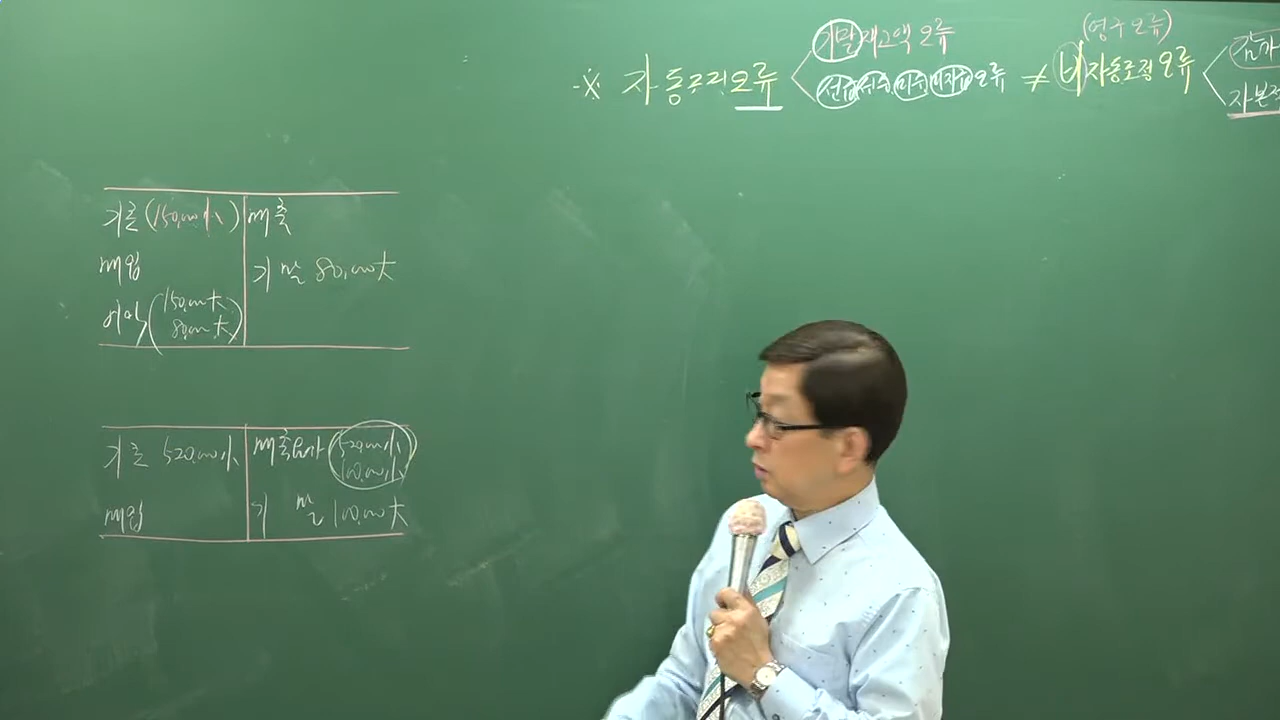 (영구오류)
※ 자동조정오류 < 기말재고액 오류 ≠ 비자동조정오류 < 감가
선급 선수 미수 미지급 오류 자본적
기초(150,000小) 매출
매입 기말 80,000大
이익(150,000大
80,000大)
기초 520,000小 매출원가 520,000小
100,000小
매입 기말 100,000大